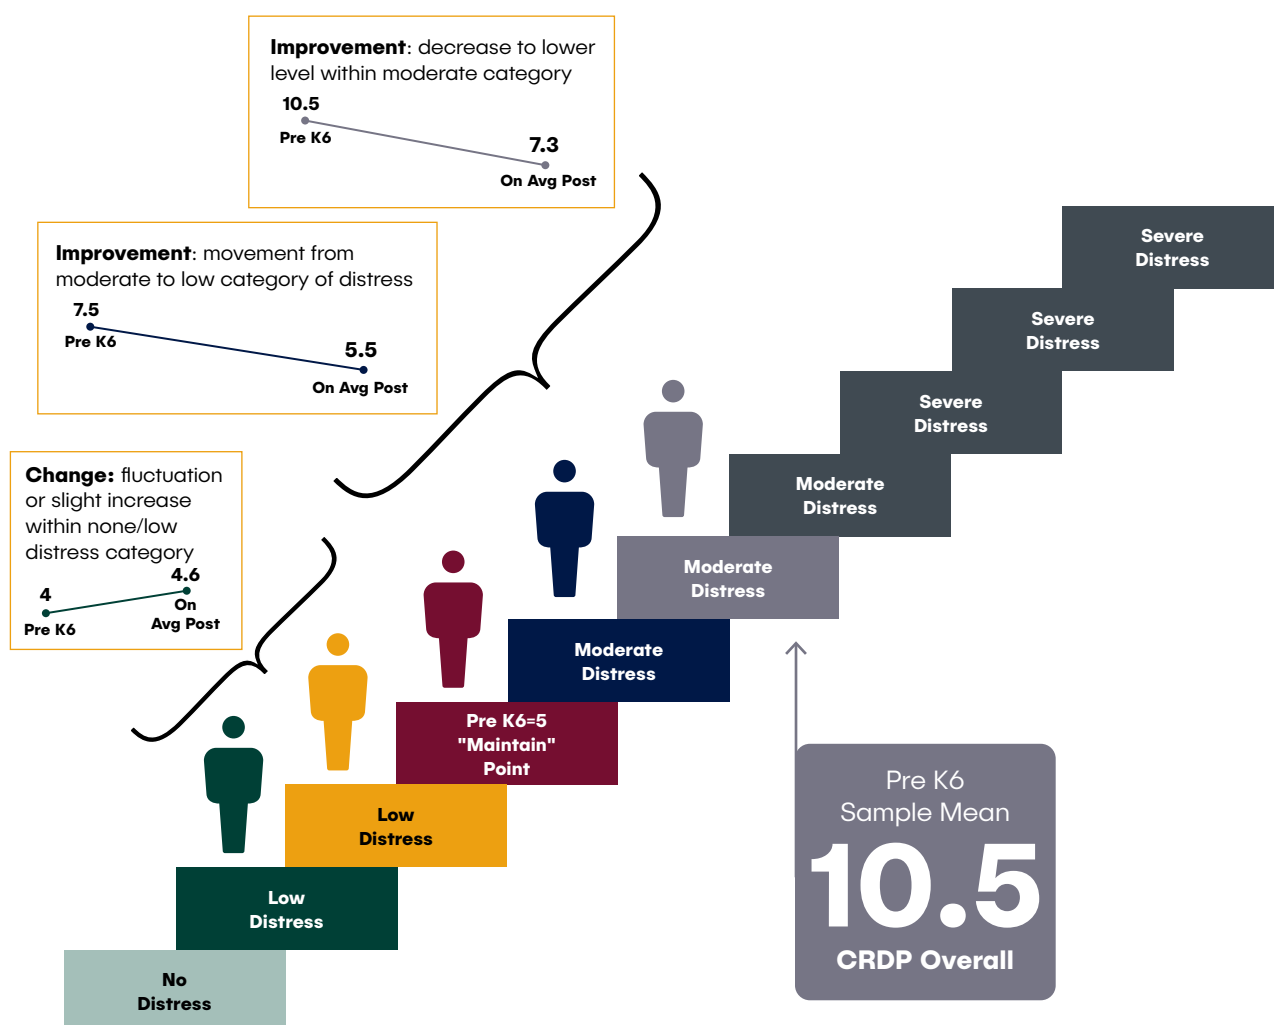 Improvement: decrease to lower
level within moderate category
10.5
Pre K6
7.3
On Avg Post
Improvement: movement from
moderate to low category of distress
7.5
Pre K6
5.5
On Avg Post
Change: fluctuation
or slight increase
within none/low
distress category
4
Pre K6
4.6
On
Avg Post
Severe
Distress
Severe
Distress
Severe
Distress
Moderate
Distress
Moderate
Distress
Moderate
Distress
Pre K6=5
"Maintain"
Point
Low
Distress
Low
Distress
No
Distress
Pre K6
Sample Mean
10.5
CRDP Overall